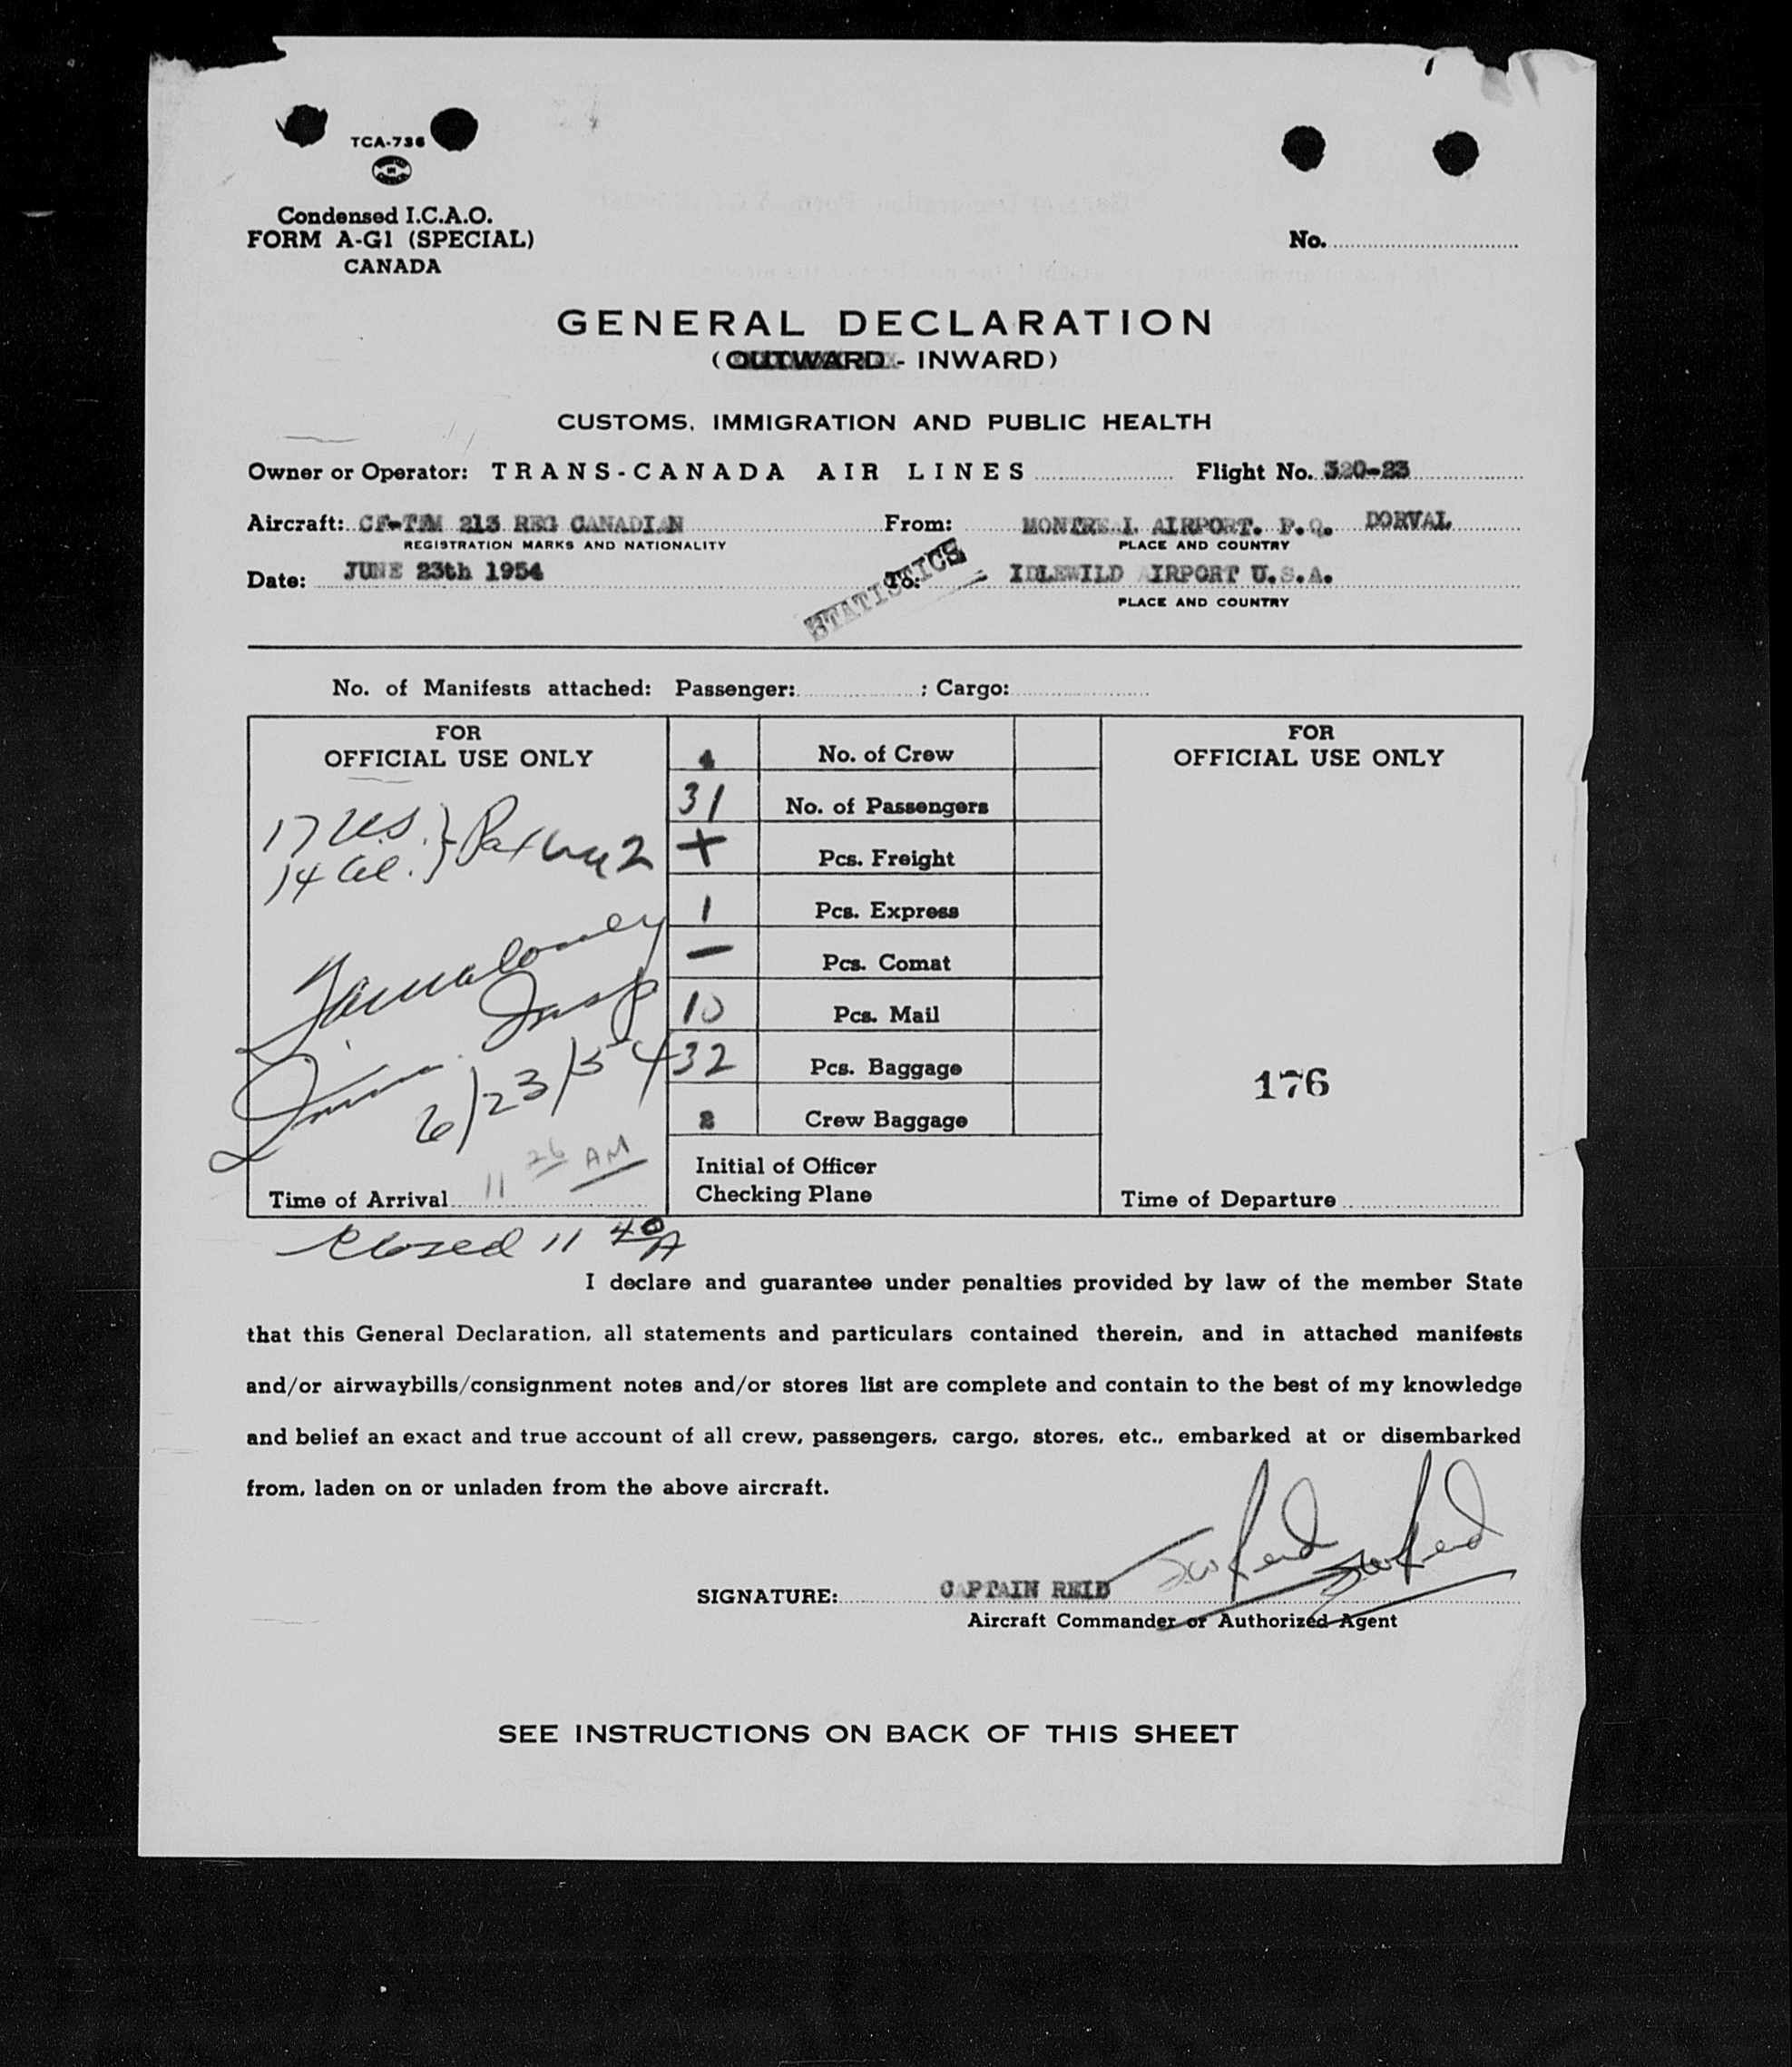 TCA-736
Condensed I.C.A.O.
FORM A-G1 (SPECIAL)
CANADA
No.
GENERAL DECLARATION
(OUTWARD - INWARD)
CUSTOMS, IMMIGRATION AND PUBLIC HEALTH
Owner or Operator: TRANS-CANADA AIR LINES Flight No. 320-23
Aircraft: 213 REG CANADIAN From: MONTREAL AIRPORT. P.Q. DORVAL
REGISTRATION MARKS AND NATIONALITY PLACE AND COUNTRY
Date: JUNE 23th 1954 To: IDLEWILD AIRPORT U.S.A.
STATISTICS
PLACE AND COUNTRY
No. of Manifests attached: Passenger: ; Cargo:
FOR
OFFICIAL USE ONLY
17 U.S.
14
Insp
6/23/54
Time of Arrival 11 26 AM
4 No. of Crew
31 No. of Passengers
+ Pcs. Freight
1 Pcs. Express
— Pcs. Comat
10 Pcs. Mail
32 Pcs. Baggage
2 Crew Baggage
Initial of Officer
Checking Plane
FOR
OFFICIAL USE ONLY
176
Time of Departure
Closed 11 40 A
I declare and guarantee under penalties provided by law of the member State
that this General Declaration, all statements and particulars contained therein, and in attached manifests
and/or airwaybills/consignment notes and/or stores list are complete and contain to the best of my knowledge
and belief an exact and true account of all crew, passengers, cargo, stores, etc., embarked at or disembarked
from, laden on or unladen from the above aircraft.
SIGNATURE: CAPTAIN REID
Aircraft Commander or Authorized Agent
SEE INSTRUCTIONS ON BACK OF THIS SHEET